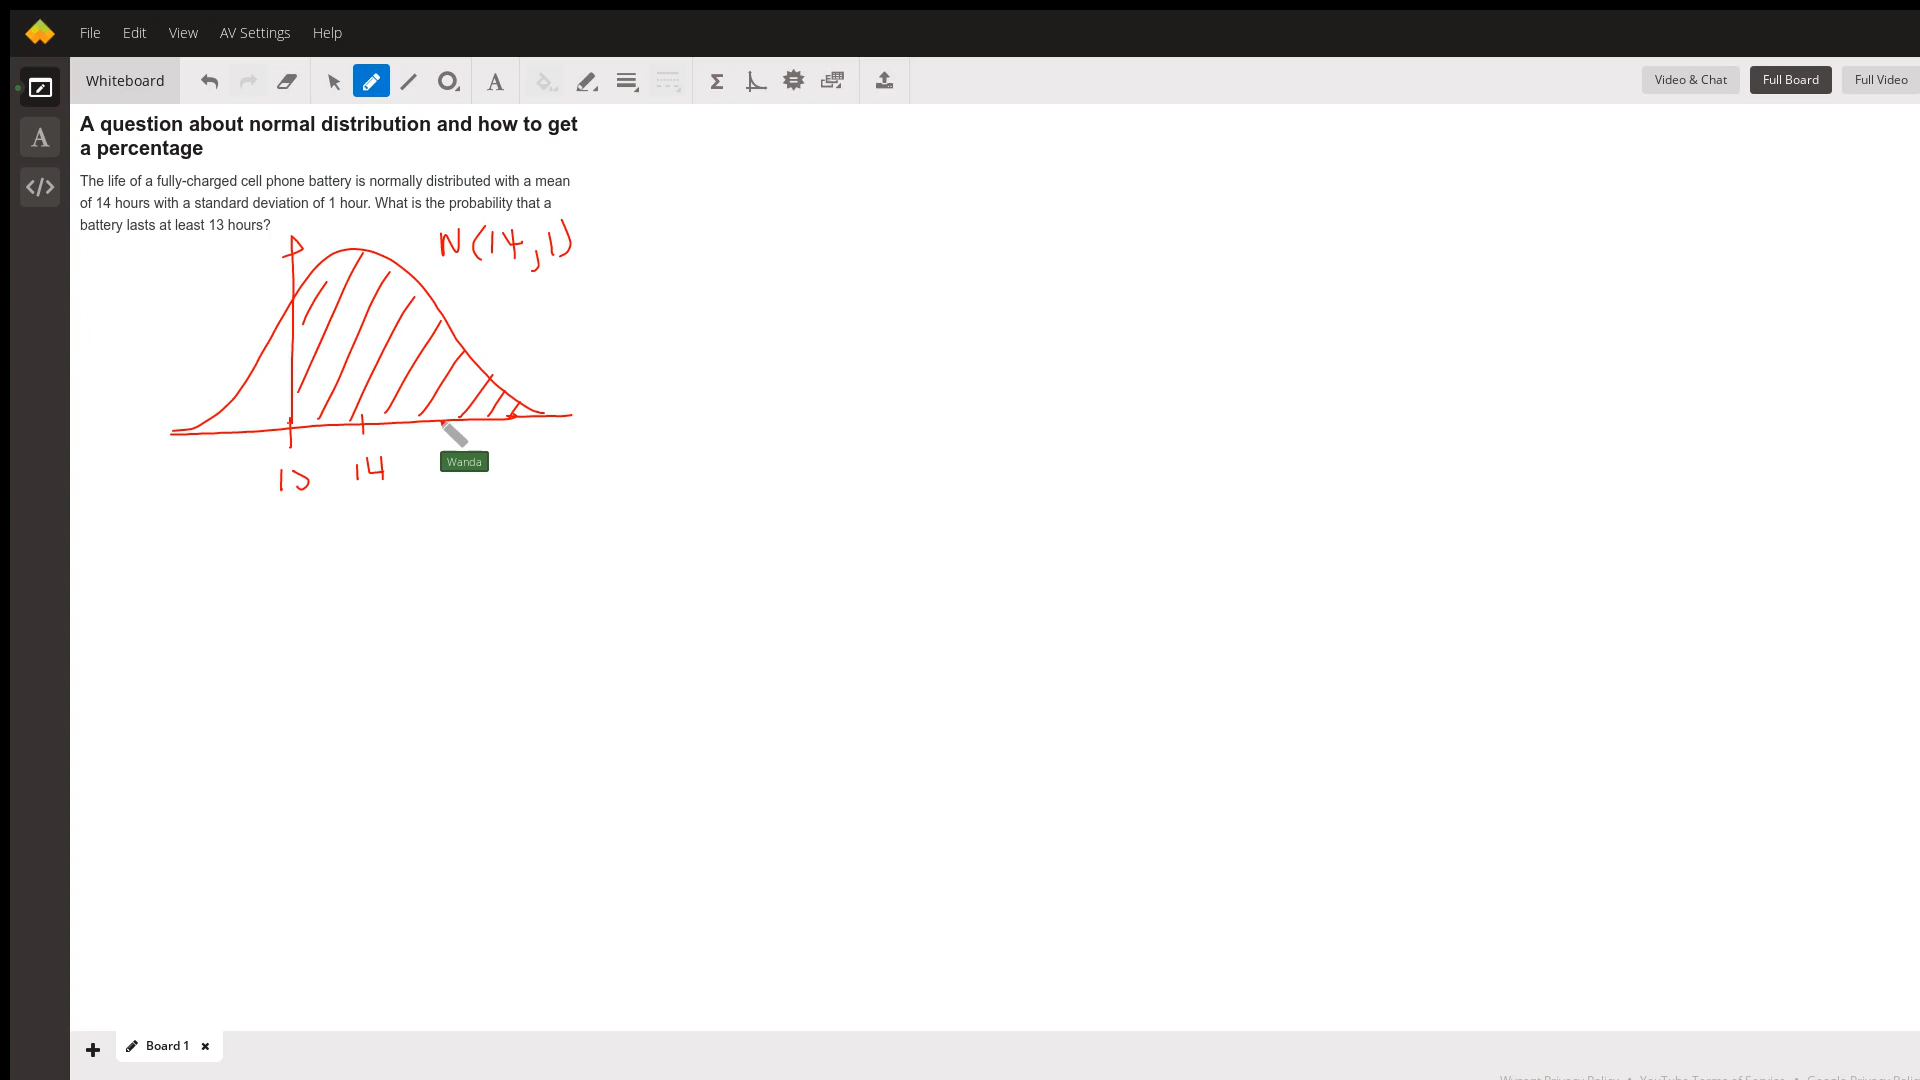 File Edit View AV Settings Help
Whiteboard A Σ Video & Chat Full Board Full Video
A
</>
A question about normal distribution and how to get
a percentage
The life of a fully-charged cell phone battery is normally distributed with a mean
of 14 hours with a standard deviation of 1 hour. What is the probability that a
battery lasts at least 13 hours?
N(14,1)
14
Wanda
Board 1